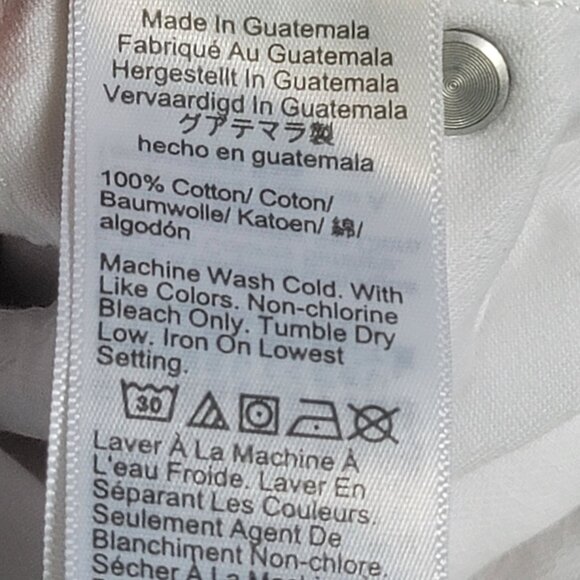 Made In Guatemala
Fabriqué Au Guatemala
Hergestellt In Guatemala
Vervaardigd In Guatemala
グアテマラ製
hecho en guatemala
100% Cotton/ Coton/
Baumwolle/ Katoen/ 綿/
algodón
Machine Wash Cold. With
Like Colors. Non-chlorine
Bleach Only. Tumble Dry
Low. Iron On Lowest
Setting.
30
Laver À La Machine À
L'eau Froide. Laver En
Séparant Les Couleurs.
Seulement Agent De
Blanchiment Non-chlore.
Sécher À La